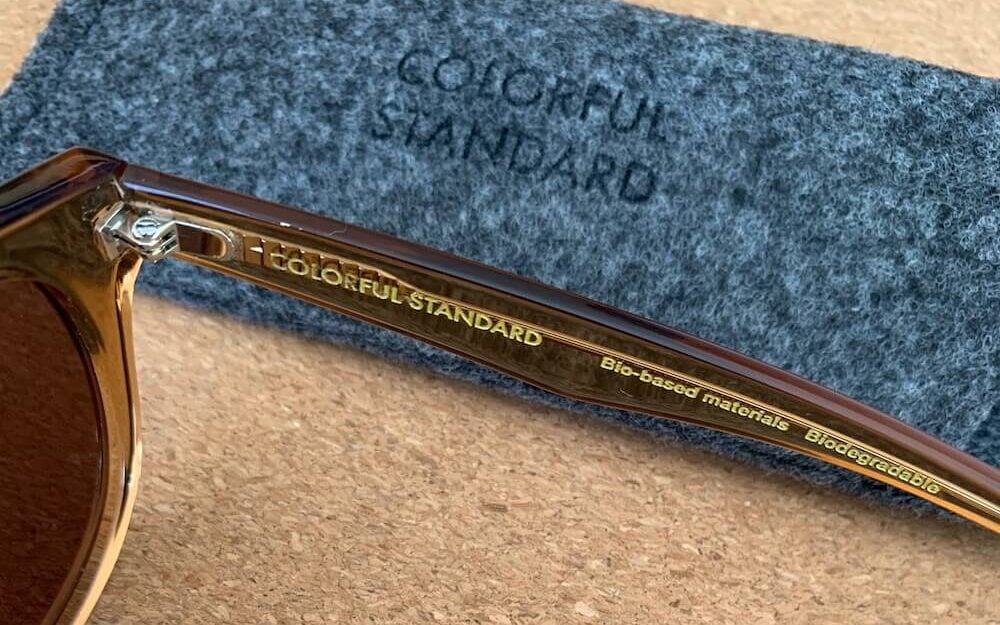 COLORFUL
STANDARD
COLORFUL STANDARD
Bio-based materials Biodegradable